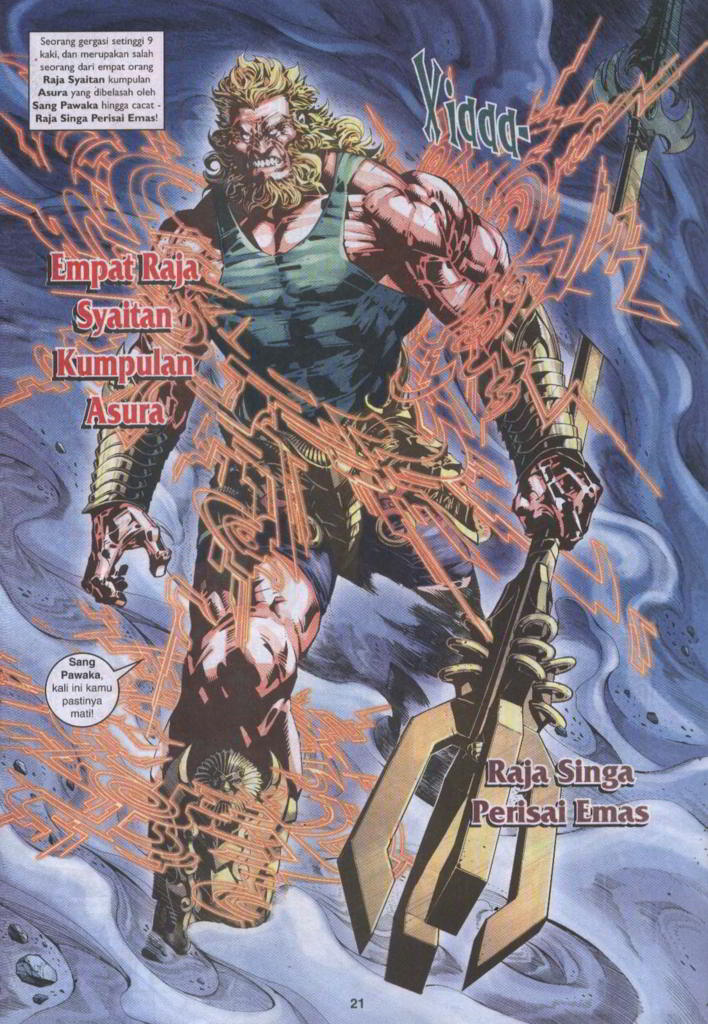 Seorang gergasi setinggi 9
kaki, dan merupakan salah
seorang dari empat orang
Raja Syaitan kumpulan
Asura yang dibelasah oleh
Sang Pawaka hingga cacat -
Raja Singa Perisai Emas!
Yiaaa-
Empat Raja
Syaitan
Kumpulan
Asura
Sang
Pawaka,
kali ini kamu
pastinya
mati!
Raja Singa
Perisai Emas
21